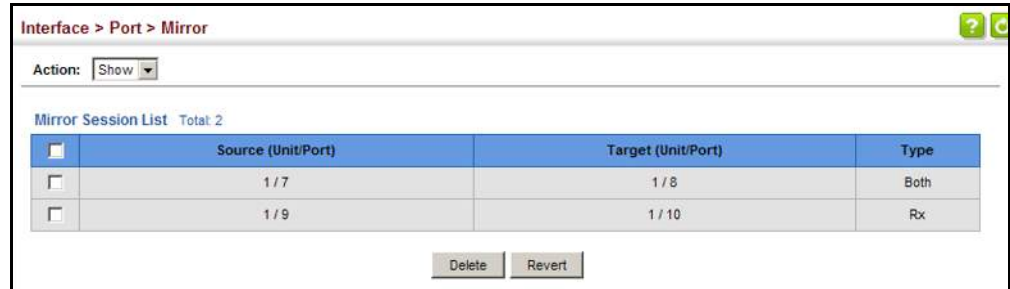 Interface > Port > Mirror ?
Action: Show
Mirror Session List Total: 2
Source (Unit/Port) Target (Unit/Port) Type
1 / 7 1 / 8 Both
1 / 9 1 / 10 Rx
Delete Revert